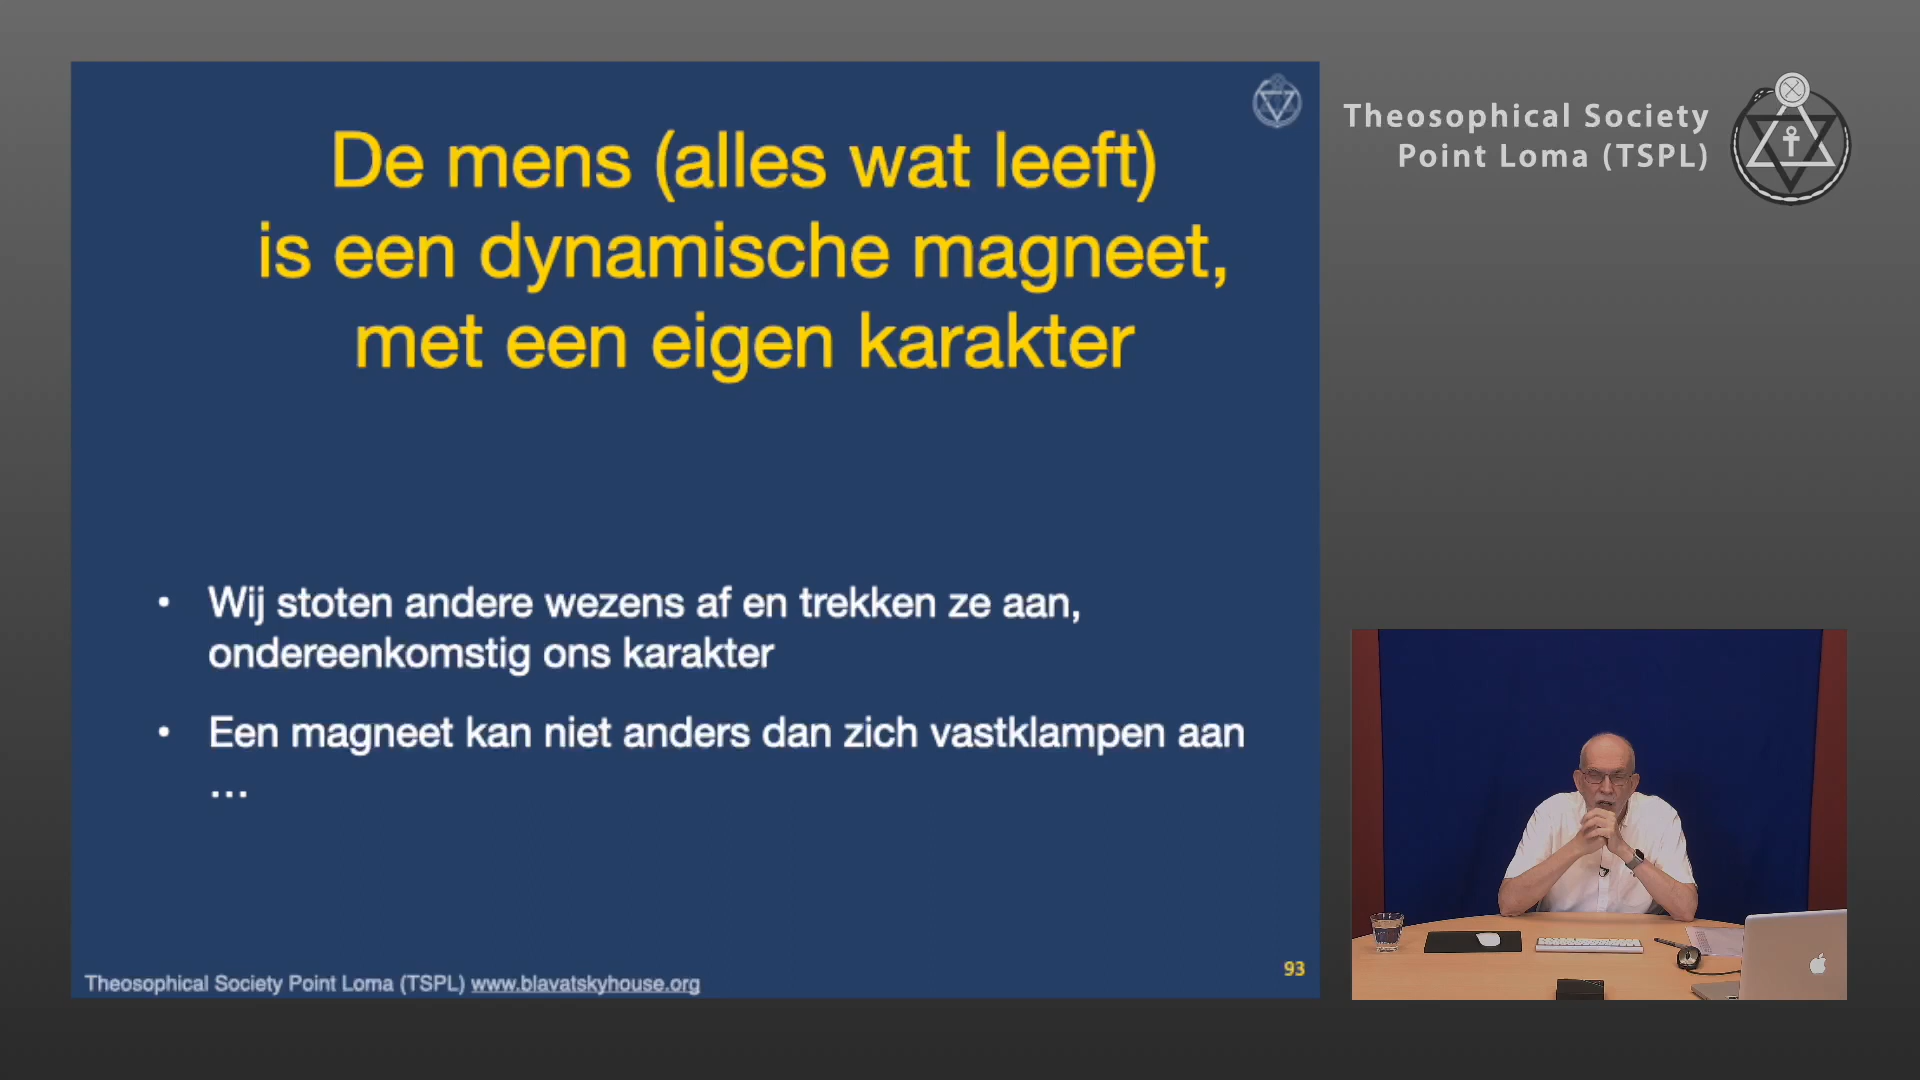 De mens (alles wat leeft)
is een dynamische magneet,
met een eigen karakter
• Wij stoten andere wezens af en trekken ze aan,
ondereenkomstig ons karakter
• Een magneet kan niet anders dan zich vastklampen aan
...
Theosophical Society Point Loma (TSPL) www.blavatskyhouse.org
93
Theosophical Society
Point Loma (TSPL)